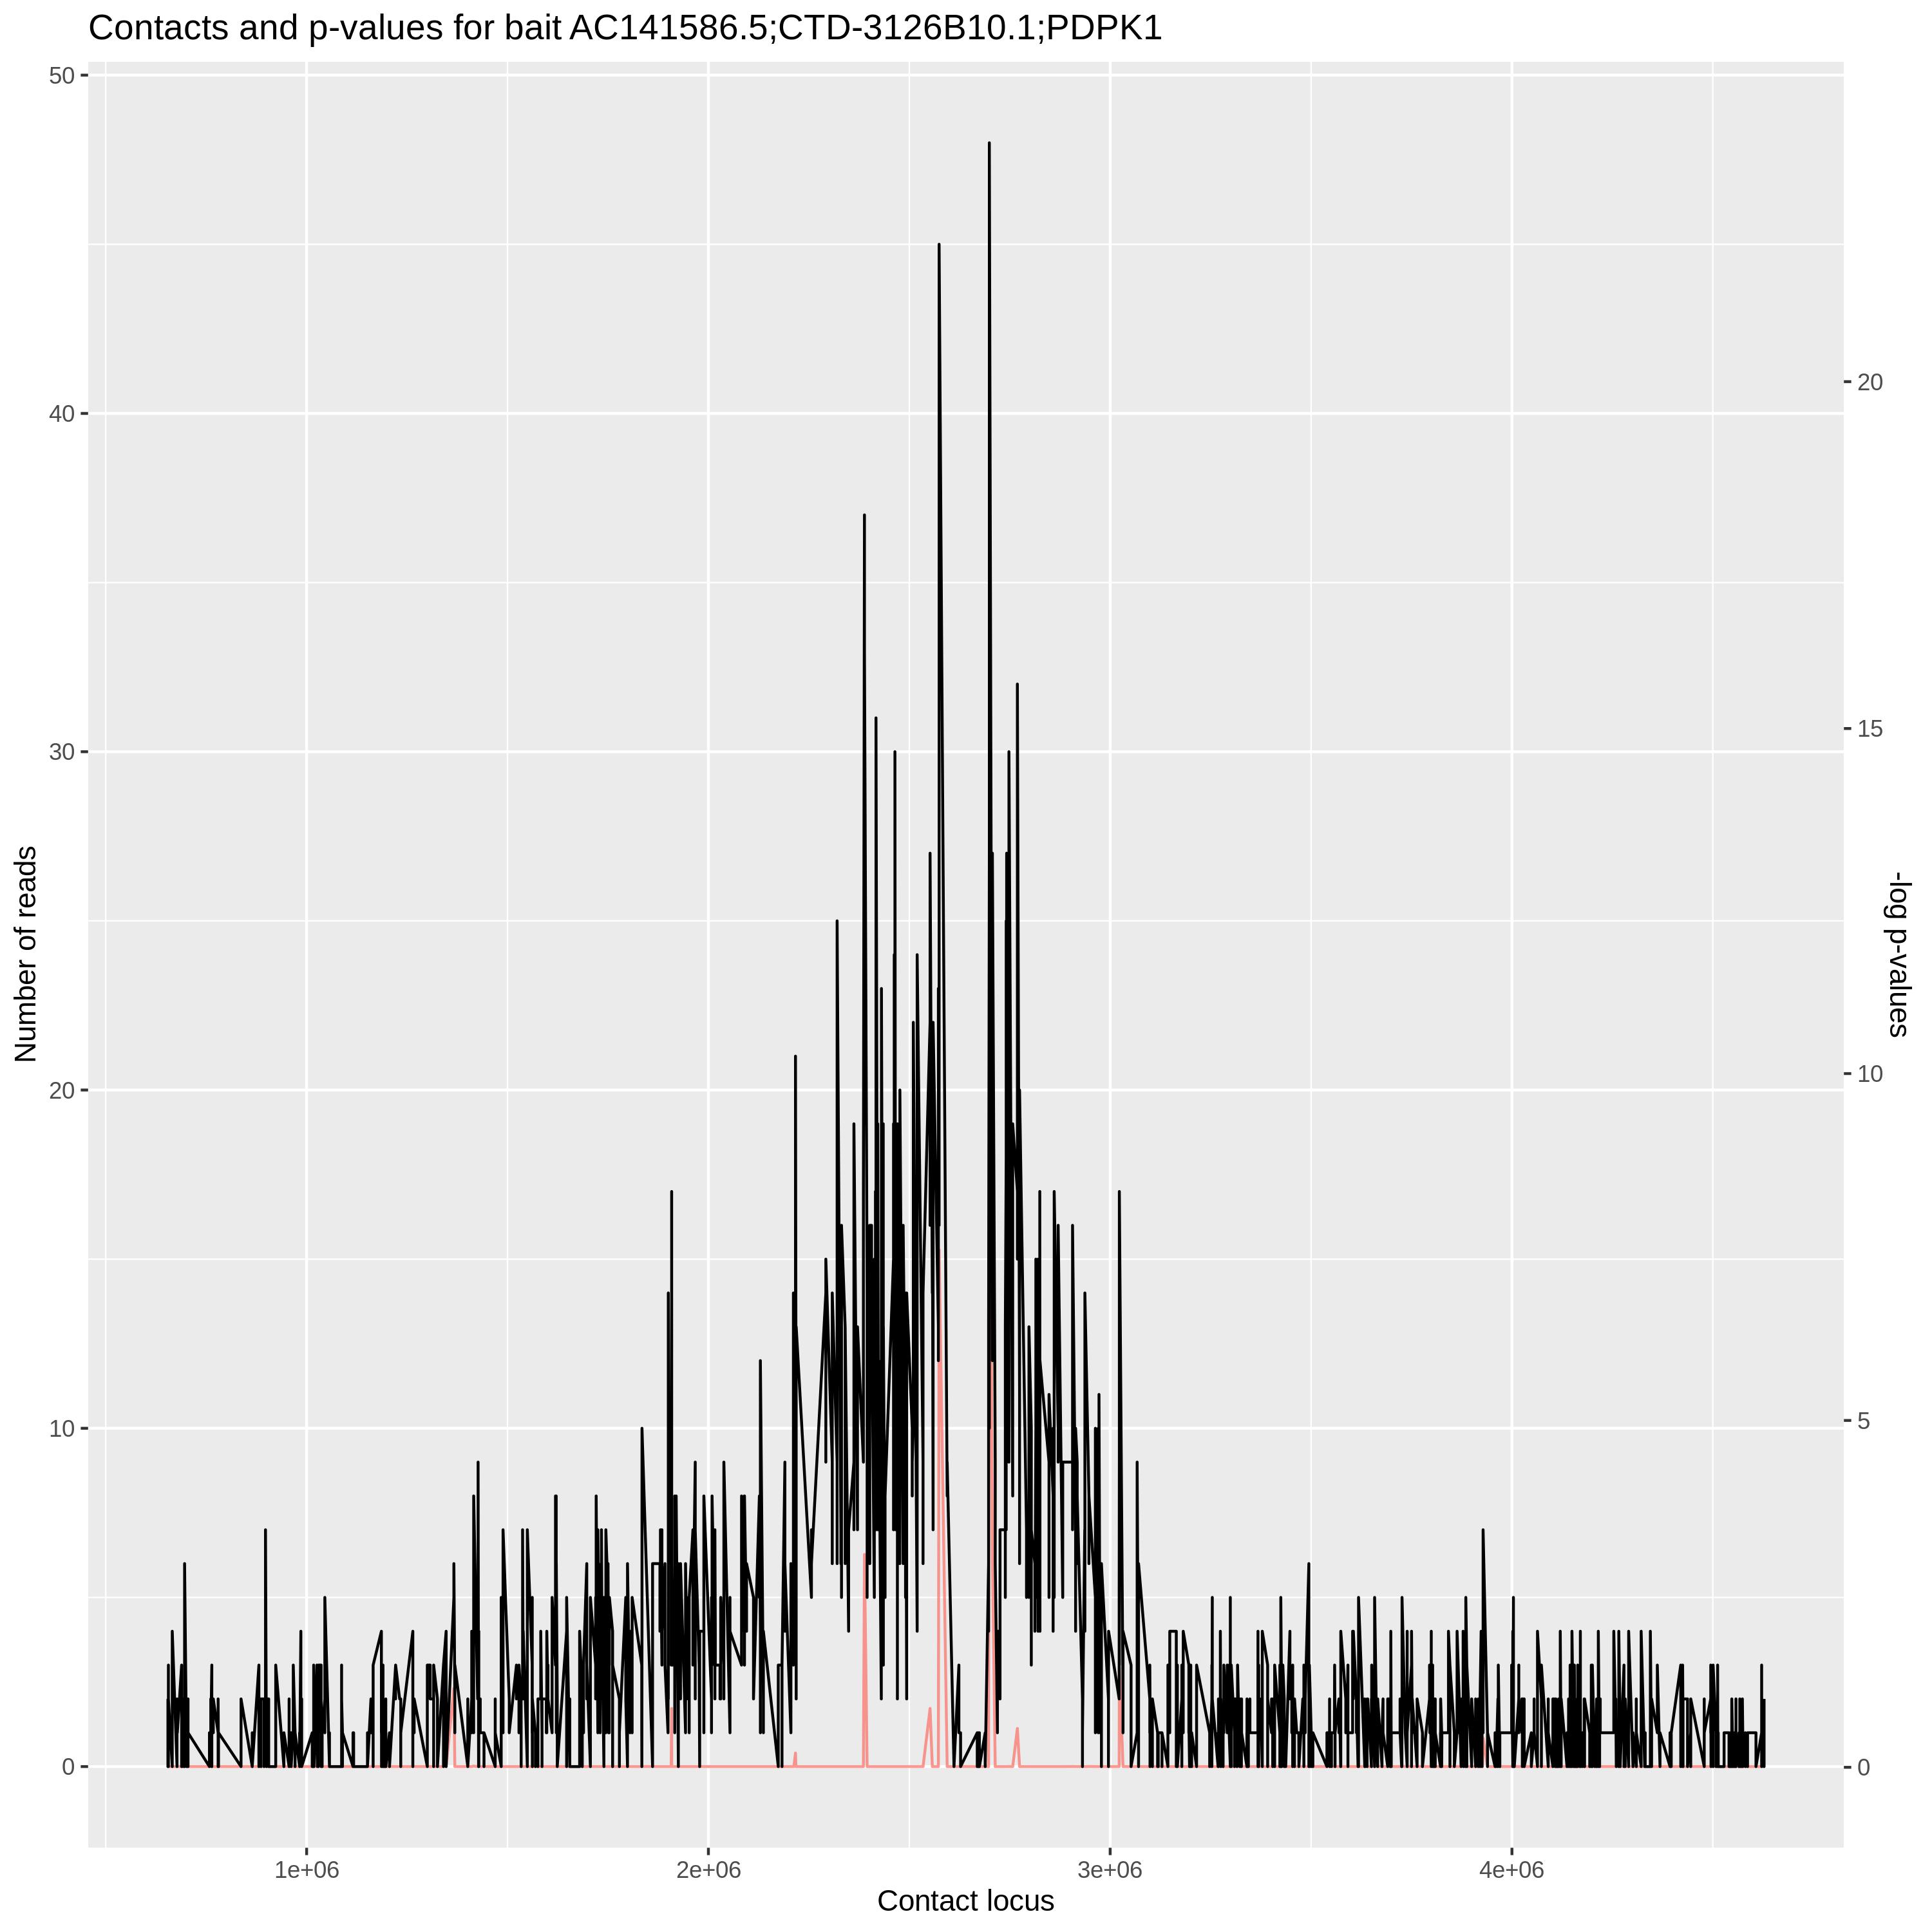 Contacts and p-values for bait AC141586.5;CTD-3126B10.1;PDPK1
50
40
30
20
10
0
Number of reads
20
15
10
5
0
-log p-values
1e+06
2e+06
3e+06
4e+06
Contact locus